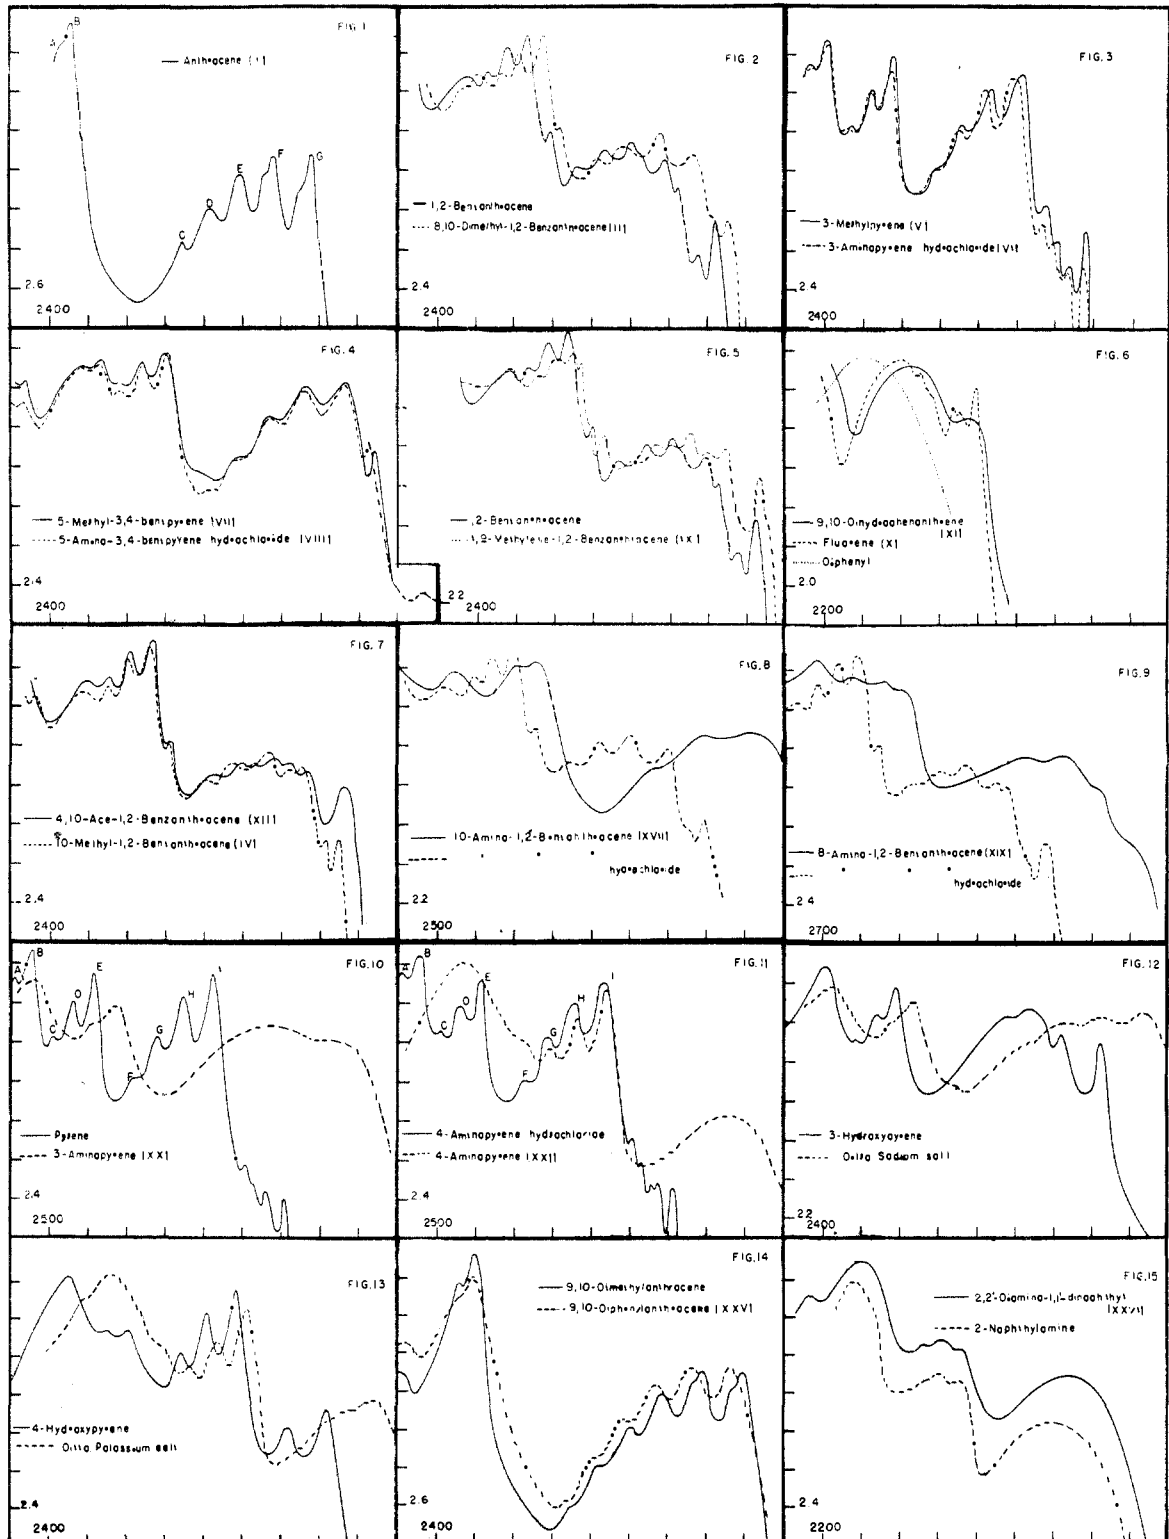 FIG. 1
A
B
C
D
E
F
G
Anthracene (I)
2.6
2400
FIG. 2
1,2-Benzanthracene
8,10-Dimethyl-1,2-Benzanthracene
2.4
2400
FIG. 3
3-Methylpyrene (V)
3-Aminopyrene hydrochloride
2.4
2400
FIG. 4
5-Methyl-3,4-benzpyrene (VII)
5-Amino-3,4-benzpyrene hydrochloride (VIII)
2.4
2400
FIG. 5
1,2-Benzanthracene
1,9-Methylene-1,2-Benzanthracene (IX)
2.2
2400
FIG. 6
9,10-Dihydrophenanthrene
(XI)
Fluorene (X)
Diphenyl
2.0
2200
FIG. 7
4,10-Ace-1,2-Benzanthracene (XII)
10-Methyl-1,2-Benzanthracene (IV)
2.4
2400
FIG. 8
10-Amino-1,2-Benzanthracene (XVII)
hydrochloride
2.2
2500
FIG. 9
8-Amino-1,2-Benzanthracene (XIX)
hydrochloride
2.4
2700
FIG. 10
A
B
C
D
E
F
G
H
I
Pyrene
3-Aminopyrene (XX)
2.4
2500
FIG. 11
A
B
C
D
E
F
G
H
I
4-Aminopyrene hydrochloride
4-Aminopyrene (XXI)
2.4
2500
FIG. 12
3-Hydroxypyrene
Ditto Sodium salt
2.2
2400
FIG. 13
4-Hydroxypyrene
Ditto Potassium salt
2.4
2400
FIG. 14
9,10-Dimethylanthracene
9,10-Diphenylanthracene (XXV)
2.6
2400
FIG. 15
2,2'-Diamino-1,1'-dinaphthyl
(XXVI)
2-Naphthylamine
2.4
2200